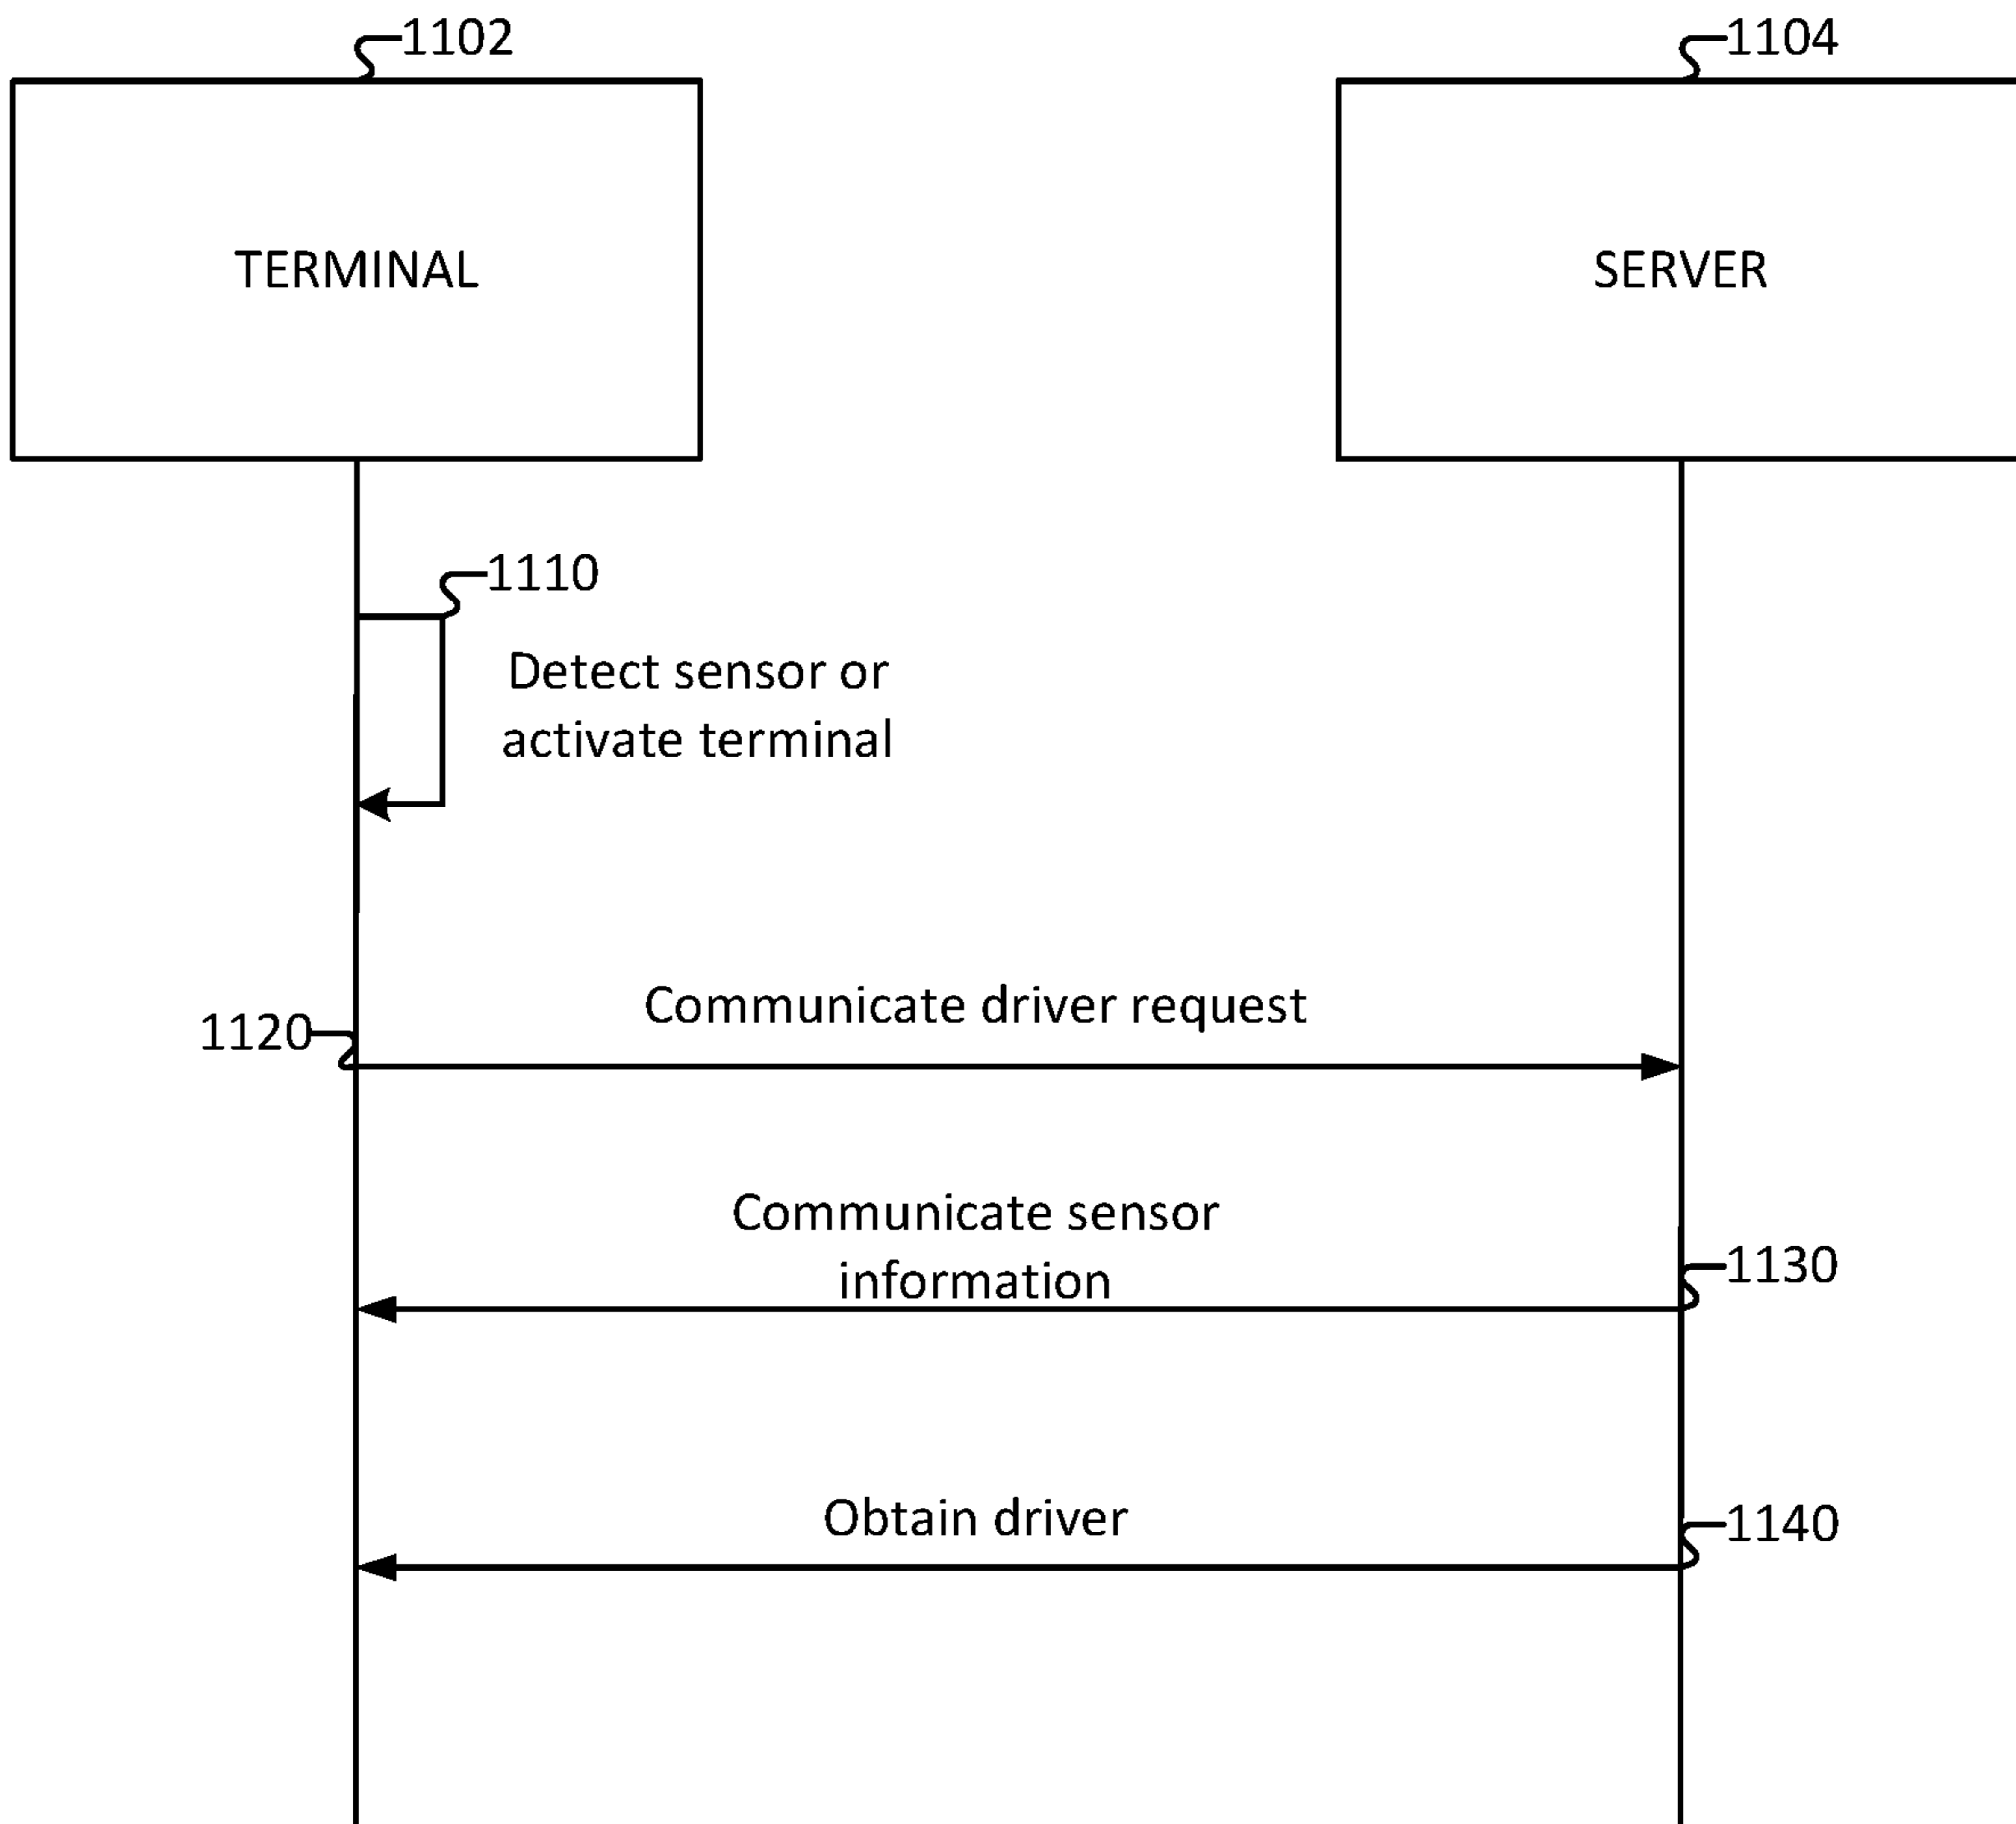 1102
1104
TERMINAL
SERVER
1110
Detect sensor or
activate terminal
Communicate driver request
1120
Communicate sensor
information
1130
Obtain driver
1140